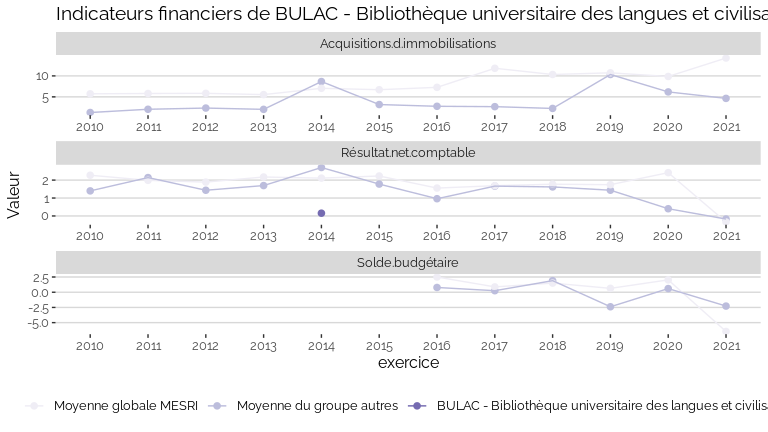 Indicateurs financiers de BULAC - Bibliothèque universitaire des langues et civilisa
Acquisitions.d.immobilisations
10
5
2010 2011 2012 2013 2014 2015 2016 2017 2018 2019 2020 2021
Résultat.net.comptable
2
1
0
2010 2011 2012 2013 2014 2015 2016 2017 2018 2019 2020 2021
Solde.budgétaire
2.5
0.0
-2.5
-5.0
2010 2011 2012 2013 2014 2015 2016 2017 2018 2019 2020 2021
Valeur
exercice
Moyenne globale MESRI Moyenne du groupe autres BULAC - Bibliothèque universitaire des langues et civilis